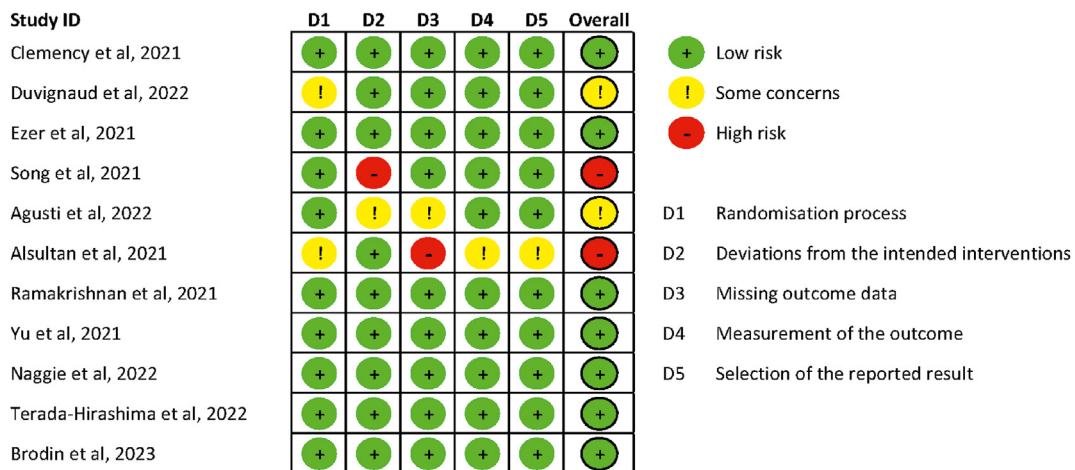 Study ID D1 D2 D3 D4 D5 Overall
Clemency et al, 2021 + + + + + +
Duvignaud et al, 2022 ! + + + + !
Ezer et al, 2021 + + + + + +
Song et al, 2021 + - + + + -
Agusti et al, 2022 + ! ! + + !
Alsultan et al, 2021 ! + - ! ! -
Ramakrishnan et al, 2021 + + + + + +
Yu et al, 2021 + + + + + +
Naggie et al, 2022 + + + + + +
Terada-Hirashima et al, 2022 + + + + + +
Brodin et al, 2023 + + + + + +
+ Low risk
! Some concerns
- High risk
D1 Randomisation process
D2 Deviations from the intended interventions
D3 Missing outcome data
D4 Measurement of the outcome
D5 Selection of the reported result